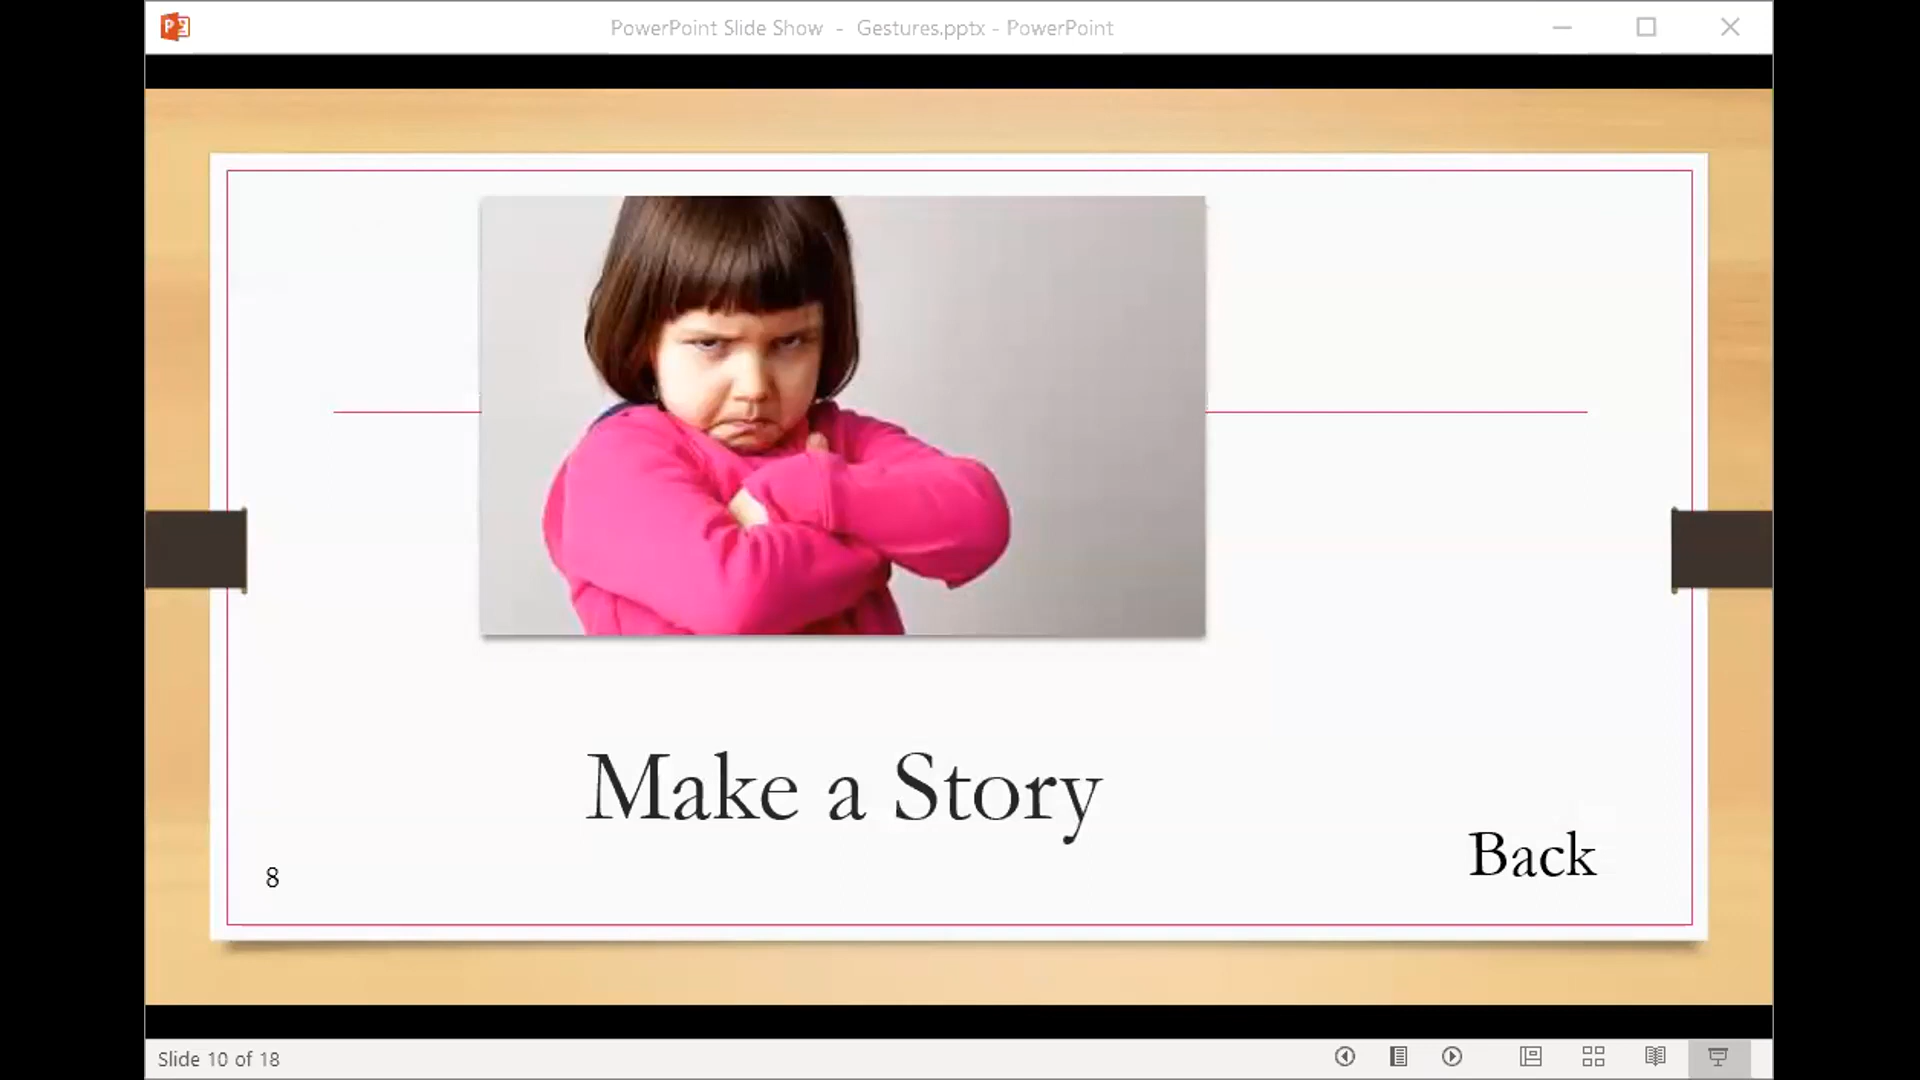 PowerPoint Slide Show - Gestures.pptx - PowerPoint
Make a Story
Back
8
Slide 10 of 18